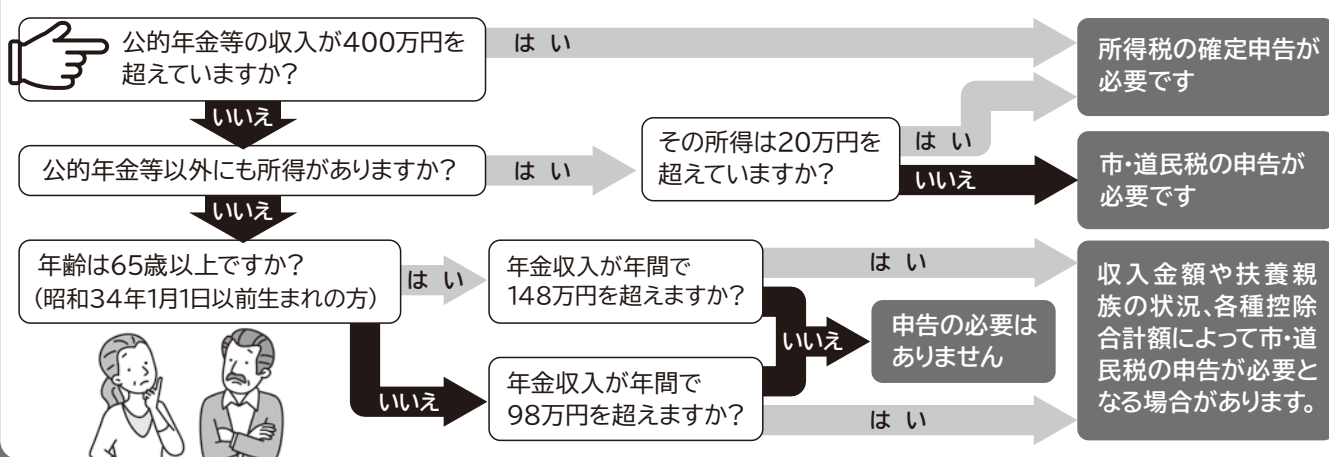 公的年金等の収入が400万円を
超えていますか?
はい
所得税の確定申告が
必要です
いいえ
公的年金等以外にも所得がありますか?
はい
その所得は20万円を
超えていますか?
はい
いいえ
市・道民税の申告が
必要です
いいえ
年齢は65歳以上ですか?
(昭和34年1月1日以前生まれの方)
はい
年金収入が年間で
148万円を超えますか?
はい
いいえ
申告の必要は
ありません
いいえ
年金収入が年間で
98万円を超えますか?
はい
収入金額や扶養親
族の状況、各種控除
合計額によって市・道
民税の申告が必要と
なる場合があります。